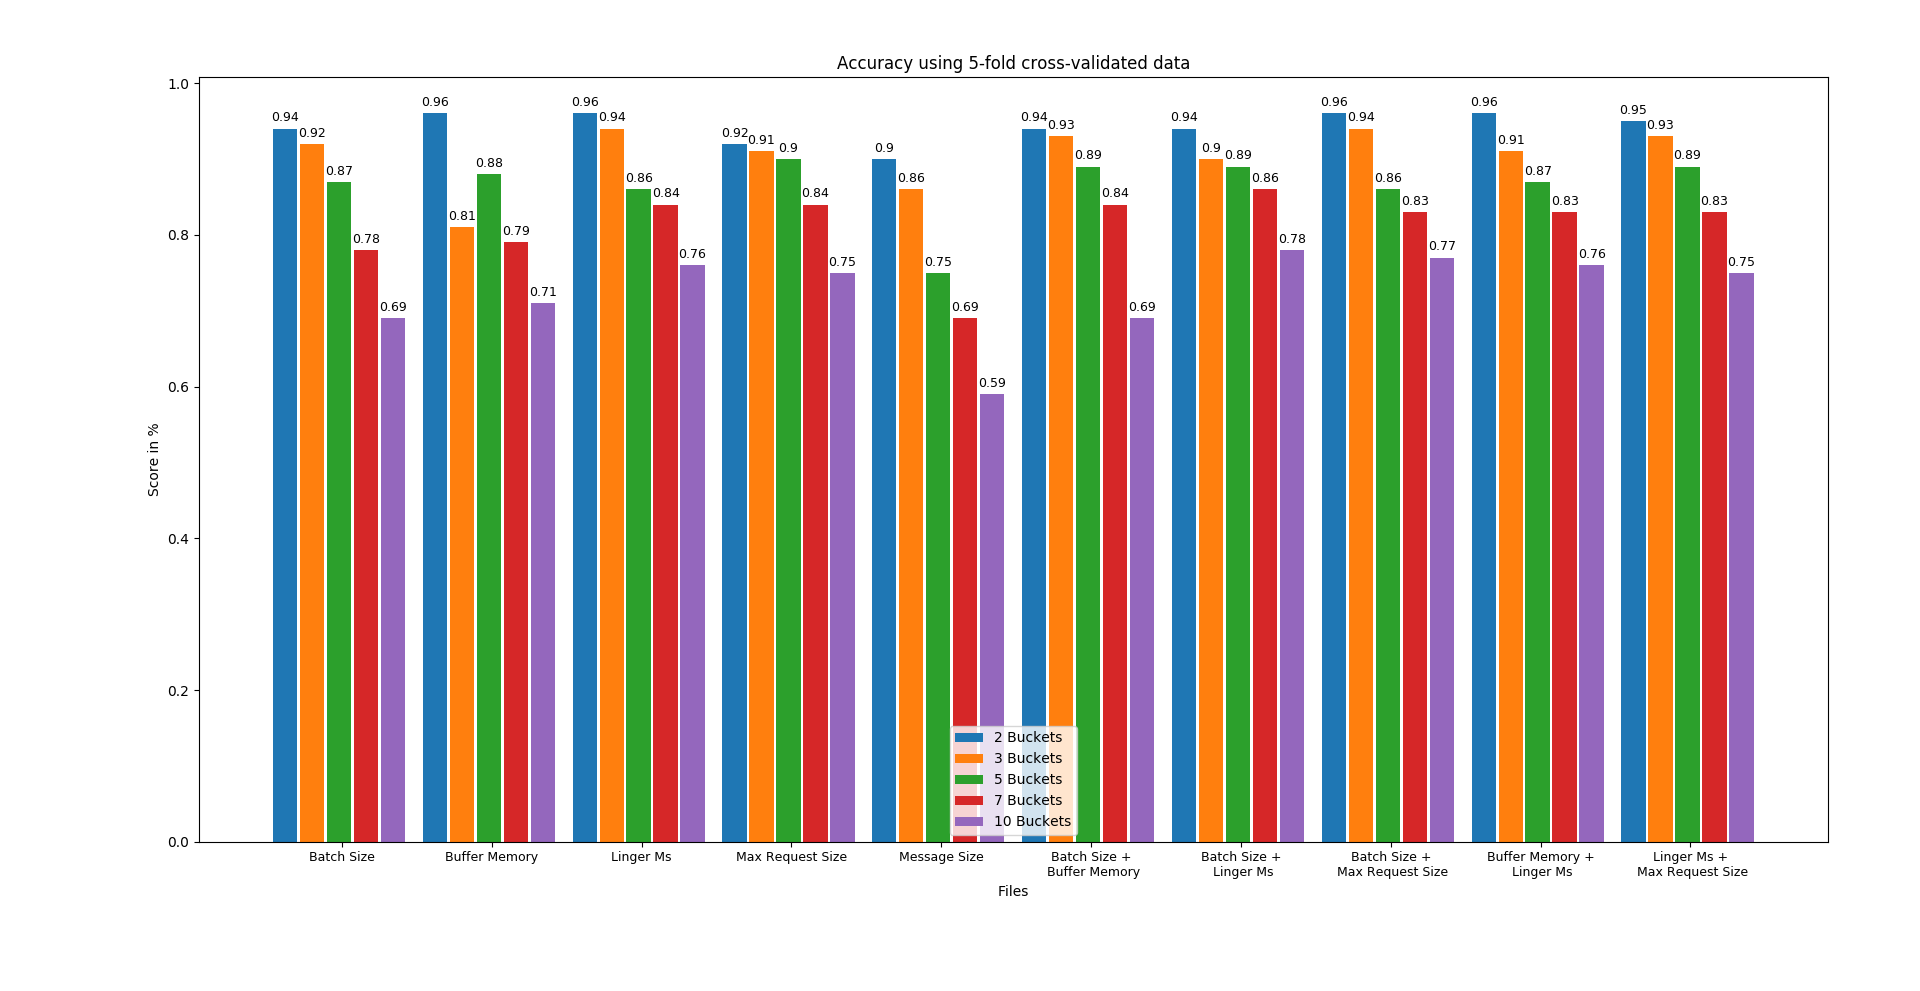 Accuracy using 5-fold cross-validated data
Score in %
1.0
0.8
0.6
0.4
0.2
0.0
0.94
0.92
0.87
0.78
0.69
0.96
0.81
0.88
0.79
0.71
0.96
0.94
0.86
0.84
0.76
0.92
0.91
0.9
0.84
0.75
0.9
0.86
0.75
0.69
0.59
0.94
0.93
0.89
0.84
0.69
0.94
0.9
0.89
0.86
0.78
0.96
0.94
0.86
0.83
0.77
0.96
0.91
0.87
0.83
0.76
0.95
0.93
0.89
0.83
0.75
2 Buckets
3 Buckets
5 Buckets
7 Buckets
10 Buckets
Batch Size
Buffer Memory
Linger Ms
Max Request Size
Message Size
Batch Size +
Buffer Memory
Batch Size +
Linger Ms
Batch Size +
Max Request Size
Buffer Memory +
Linger Ms
Linger Ms +
Max Request Size
Files